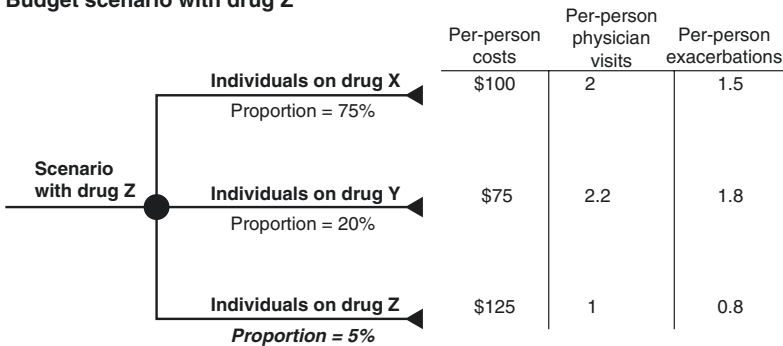 Budget scenario with drug Z
Per-person
costs
Per-person
physician
visits
Per-person
exacerbations
Individuals on drug X
Proportion = 75%
$100 2 1.5
Scenario
with drug Z
Individuals on drug Y
Proportion = 20%
$75 2.2 1.8
Individuals on drug Z
Proportion = 5%
$125 1 0.8